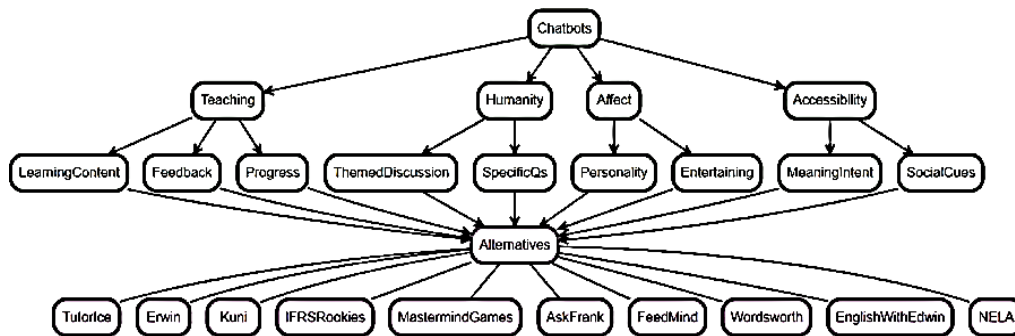 Chatbots
Teaching Humanity Affect Accessibility
LearningContent Feedback Progress ThemedDiscussion SpecificQs Personality Entertaining MeaningIntent SocialCues
Alternatives
TutorIce Erwin Kuni IFRSRookies MastermindGames AskFrank FeedMind Wordsworth EnglishWithEdwin NELA